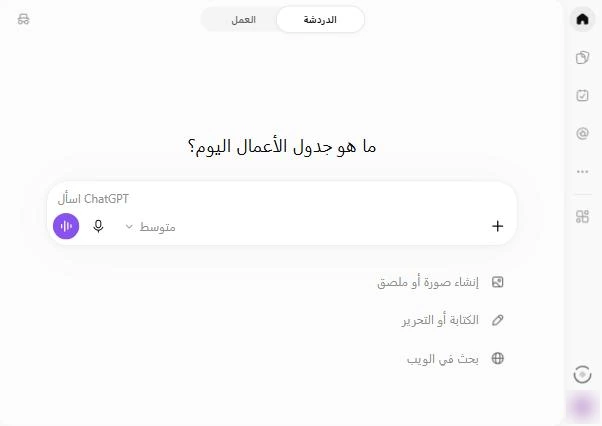 الدردشة
العمل
ما هو جدول الأعمال اليوم؟
اسأل ChatGPT
متوسط
إنشاء صورة أو ملصق
الكتابة أو التحرير
بحث في الويب